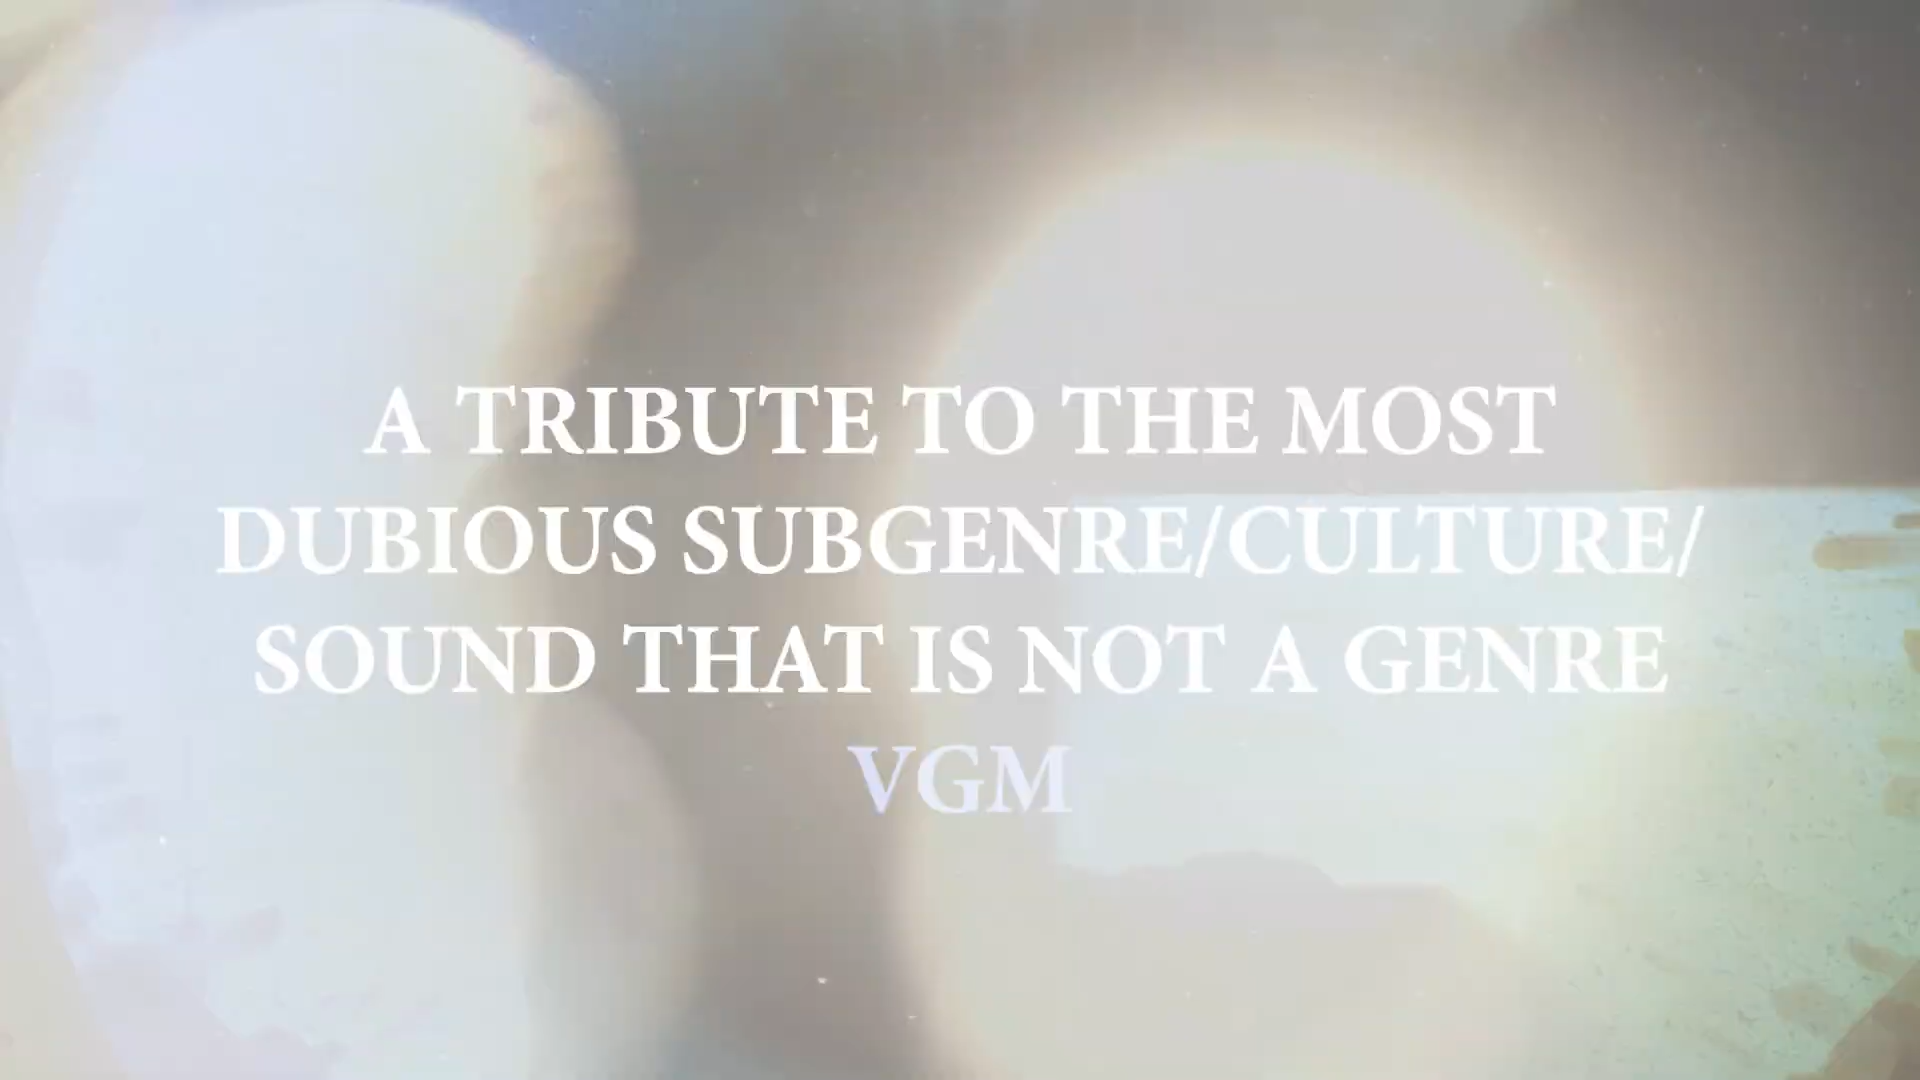 A TRIBUTE TO THE MOST
DUBIOUS SUBGENRE/CULTURE/
SOUND THAT IS NOT A GENRE
VGM